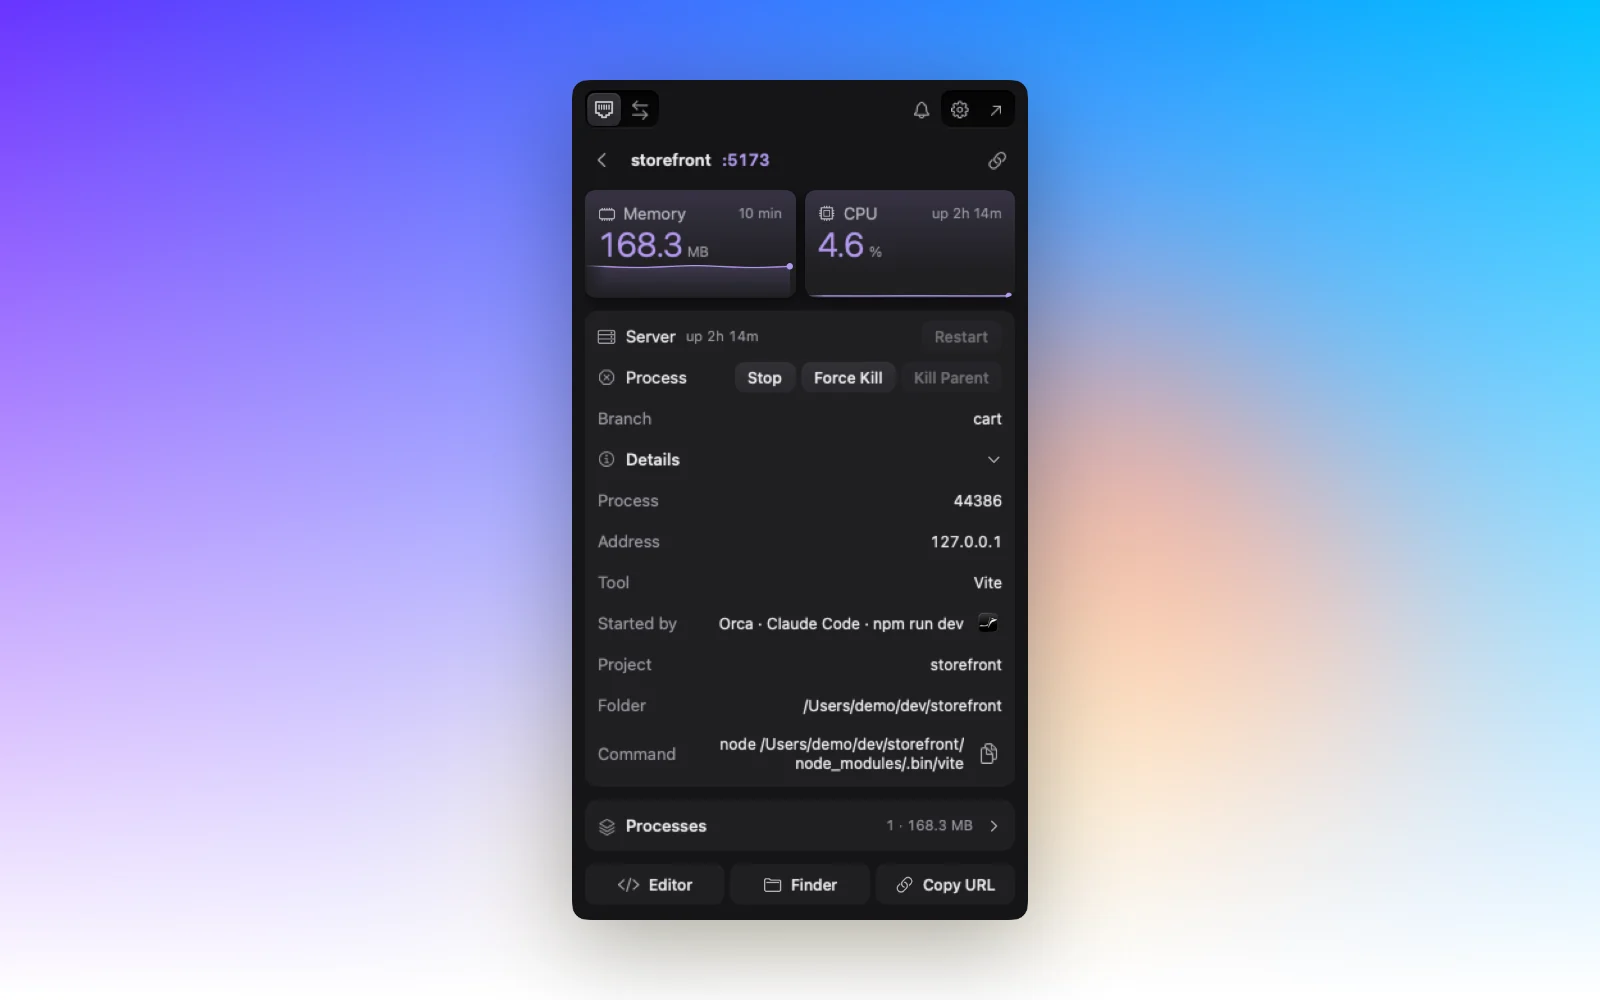 storefront :5173
Memory 10 min
168.3 MB
CPU up 2h 14m
4.6 %
Server up 2h 14m Restart
Process Stop Force Kill Kill Parent
Branch cart
Details
Process 44386
Address 127.0.0.1
Tool Vite
Started by Orca · Claude Code · npm run dev
Project storefront
Folder /Users/demo/dev/storefront
Command node /Users/demo/dev/storefront/
node_modules/.bin/vite
Processes 1 · 168.3 MB
</> Editor Finder Copy URL